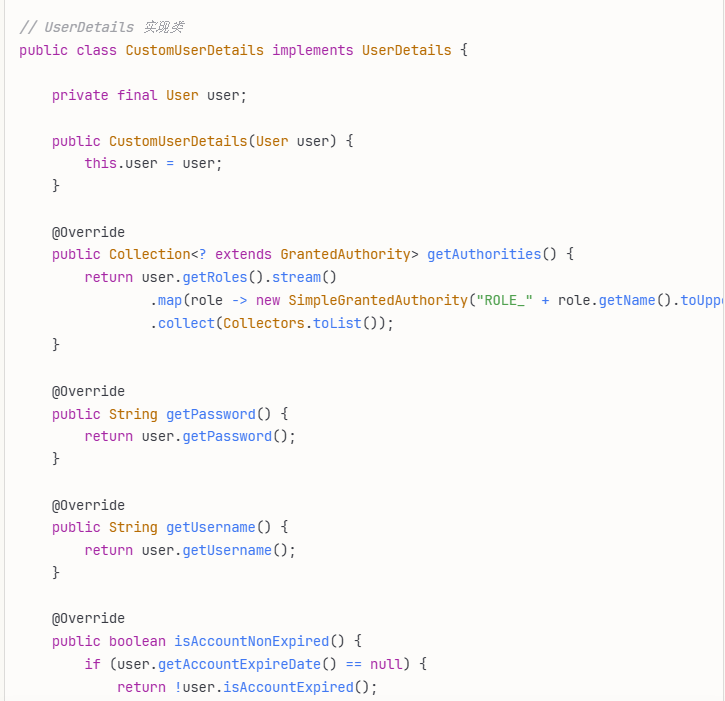 // UserDetails 实现类
public class CustomUserDetails implements UserDetails {
private final User user;
public CustomUserDetails(User user) {
this.user = user;
}
@Override
public Collection<? extends GrantedAuthority> getAuthorities() {
return user.getRoles().stream()
.map(role -> new SimpleGrantedAuthority("ROLE_" + role.getName().toUpp
.collect(Collectors.toList());
}
@Override
public String getPassword() {
return user.getPassword();
}
@Override
public String getUsername() {
return user.getUsername();
}
@Override
public boolean isAccountNonExpired() {
if (user.getAccountExpireDate() == null) {
return !user.isAccountExpired();